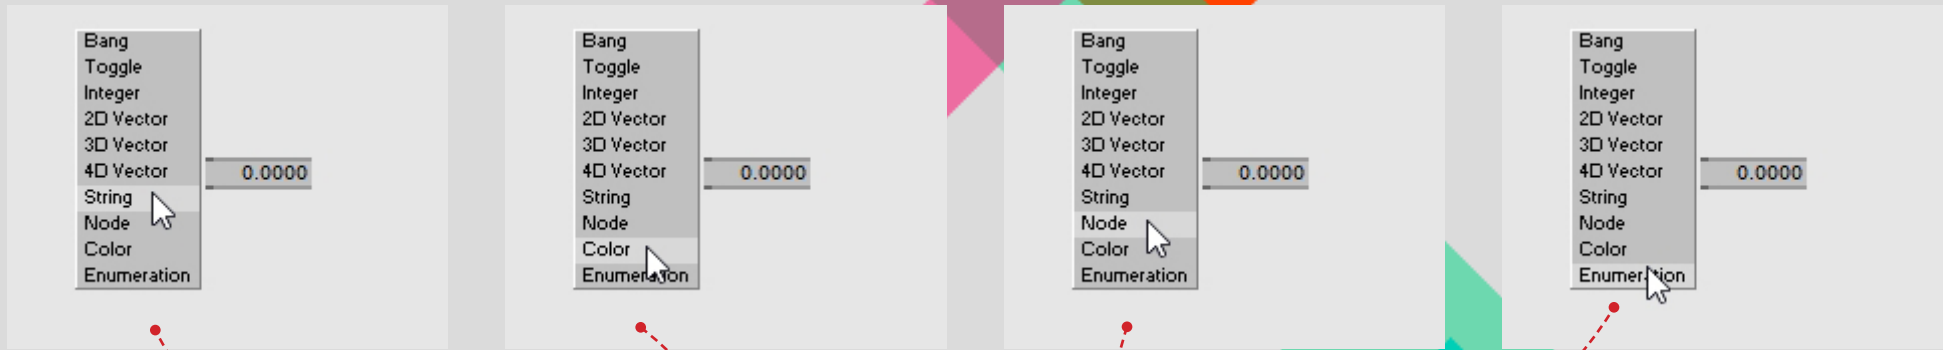 Bang
Toggle
Integer
2D Vector
3D Vector
4D Vector
String
Node
Color
Enumeration
0.0000
Bang
Toggle
Integer
2D Vector
3D Vector
4D Vector
String
Node
Color
Enumeration
0.0000
Bang
Toggle
Integer
2D Vector
3D Vector
4D Vector
String
Node
Color
Enumeration
0.0000
Bang
Toggle
Integer
2D Vector
3D Vector
4D Vector
String
Node
Color
Enumeration
0.0000